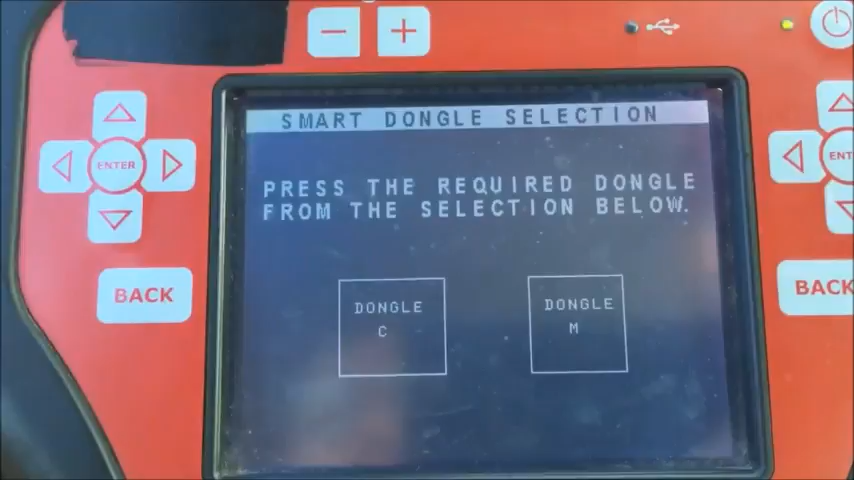 SMART DONGLE SELECTION
PRESS THE REQUIRED DONGLE
FROM THE SELECTION BELOW.
DONGLE
C
DONGLE
M
ENTER
BACK
BACK